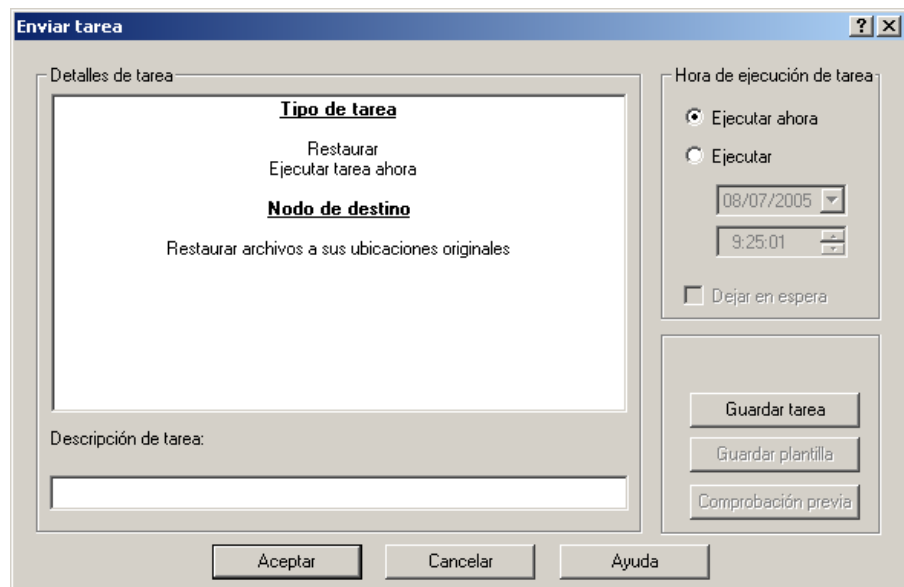 Enviar tarea
Detalles de tarea
Tipo de tarea
Restaurar
Ejecutar tarea ahora
Nodo de destino
Restaurar archivos a sus ubicaciones originales
Descripción de tarea:
Hora de ejecución de tarea
Ejecutar ahora
Ejecutar
08/07/2005
9:25:01
Dejar en espera
Guardar tarea
Guardar plantilla
Comprobación previa
Aceptar
Cancelar
Ayuda